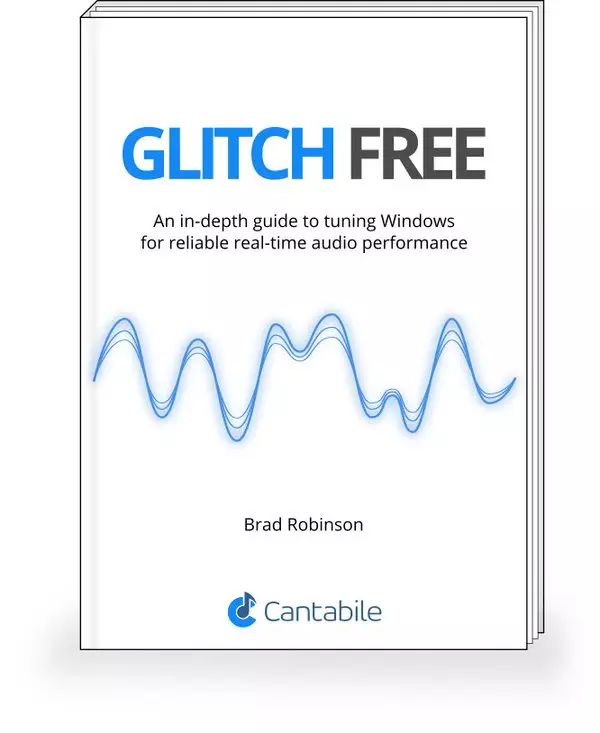 GLITCH FREE
An in-depth guide to tuning Windows
for reliable real-time audio performance
Brad Robinson
Cantabile